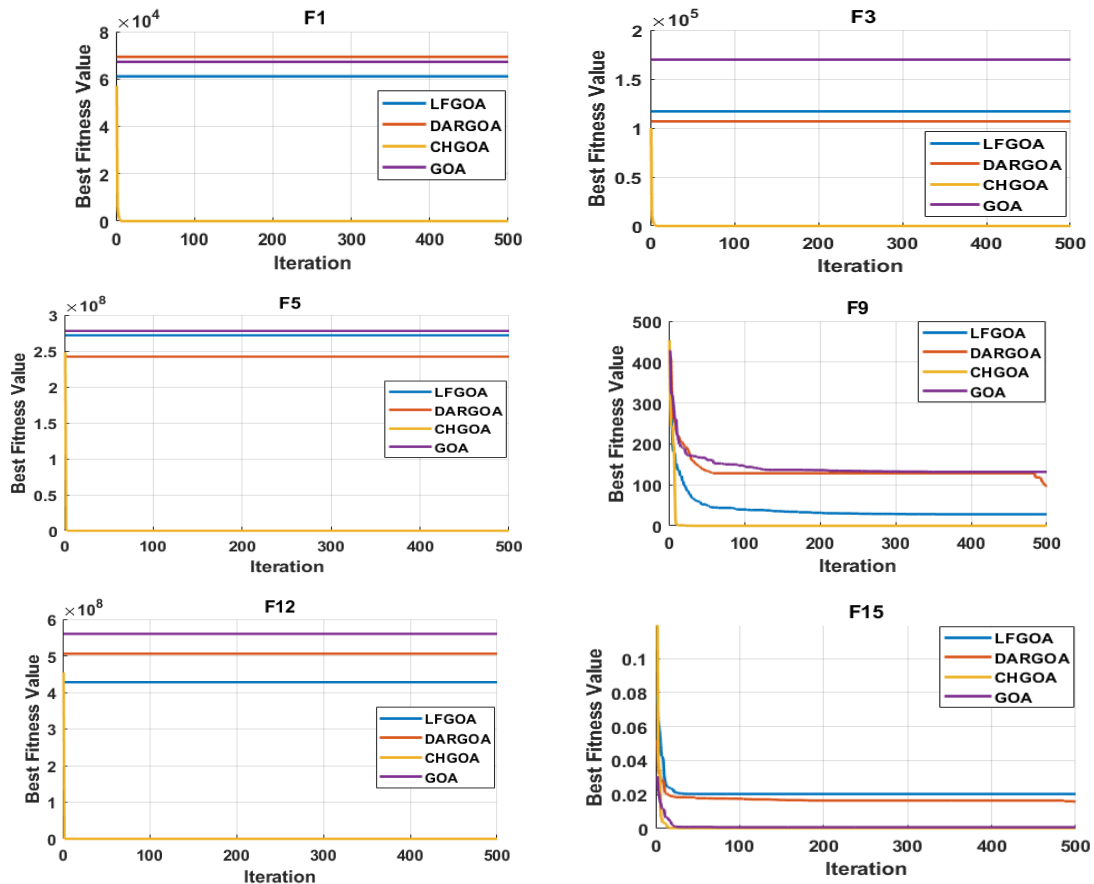 F1
×10^4
Best Fitness Value
8
6
4
2
0
0 100 200 300 400 500
Iteration
LFGOA
DARGOA
CHGOA
GOA
F3
×10^5
Best Fitness Value
2
1.5
1
0.5
0
0 100 200 300 400 500
Iteration
LFGOA
DARGOA
CHGOA
GOA
F5
×10^8
Best Fitness Value
3
2.5
2
1.5
1
0.5
0
0 100 200 300 400 500
Iteration
LFGOA
DARGOA
CHGOA
GOA
F9
Best Fitness Value
500
400
300
200
100
0
0 100 200 300 400 500
Iteration
LFGOA
DARGOA
CHGOA
GOA
F12
×10^8
Best Fitness Value
6
5
4
3
2
1
0
0 100 200 300 400 500
Iteration
LFGOA
DARGOA
CHGOA
GOA
F15
Best Fitness Value
0.1
0.08
0.06
0.04
0.02
0
0 100 200 300 400 500
Iteration
LFGOA
DARGOA
CHGOA
GOA